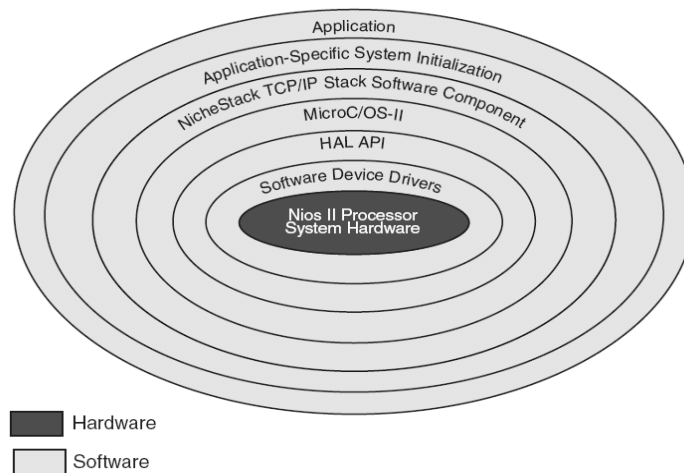 Application
Application-Specific System Initialization
NicheStack TCP/IP Stack Software Component
MicroC/OS-II
HAL API
Software Device Drivers
Nios II Processor
System Hardware
Hardware
Software